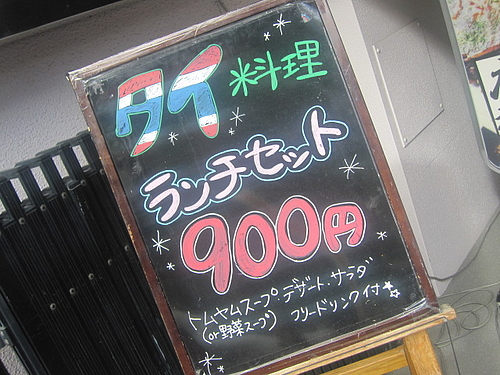 タイ料理
ランチセット
900円
トムヤムスープ・デザート・サラダ
(or野菜スープ) フリードリンク付